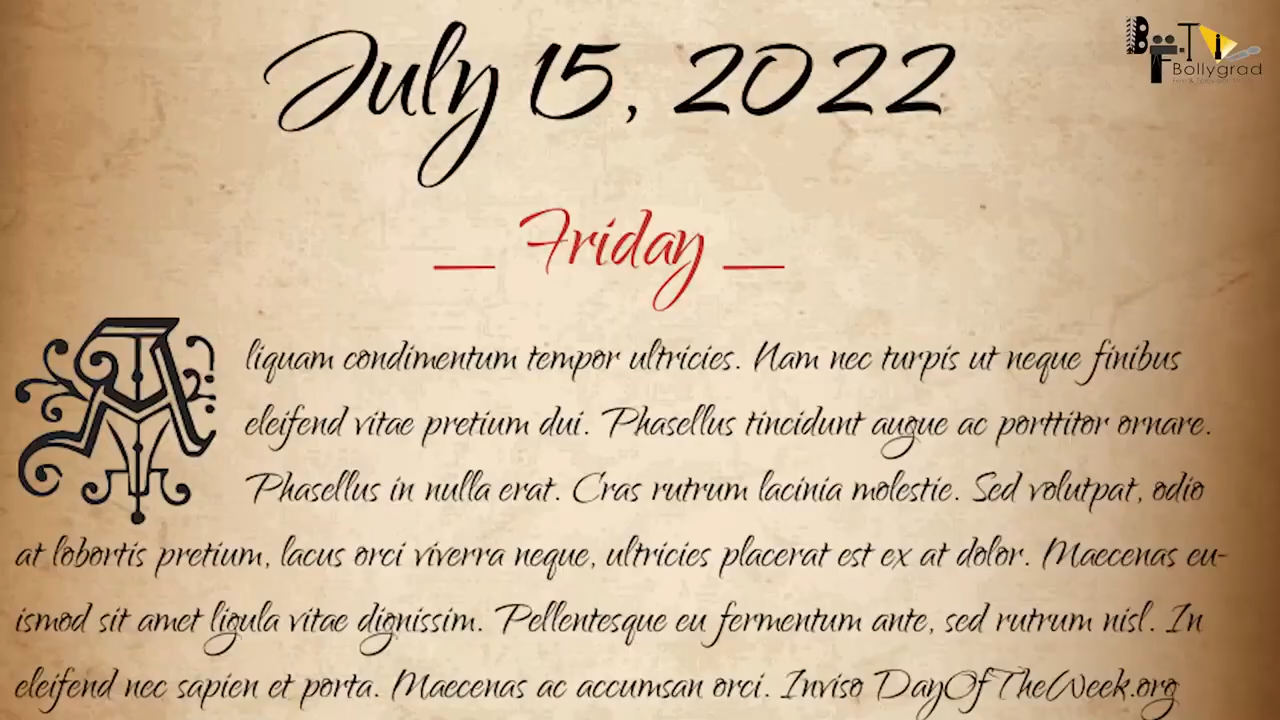 July 15, 2022
B
F-T
Bollygrad
Friday
Aliquam condimentum tempor ultricies. Nam nec turpis ut neque finibus
eleifend vitae pretium dui. Phasellus tincidunt augue ac porttitor ornare.
Phasellus in nulla erat. Cras rutrum lacinia molestie. Sed volutpat, odio
at lobortis pretium, lacus orci viverra neque, ultricies placerat est ex at dolor. Maecenas eu-
ismod sit amet ligula vitae dignissim. Pellentesque eu fermentum ante, sed rutrum nisl. In
eleifend nec sapien et porta. Maecenas ac accumsan orci. Inviso DayOfTheWeek.org